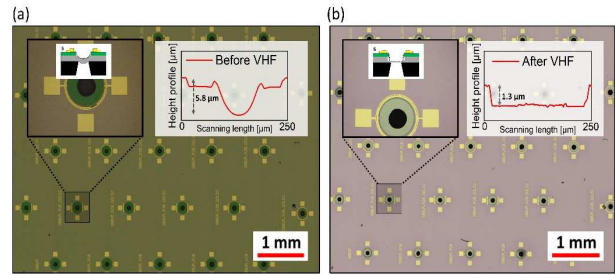 (a)
Before VHF
Height profile [μm]
5.8 μm
0
250
Scanning length [μm]
1 mm
(b)
After VHF
Height profile [μm]
1.3 μm
0
250
Scanning length [μm]
1 mm